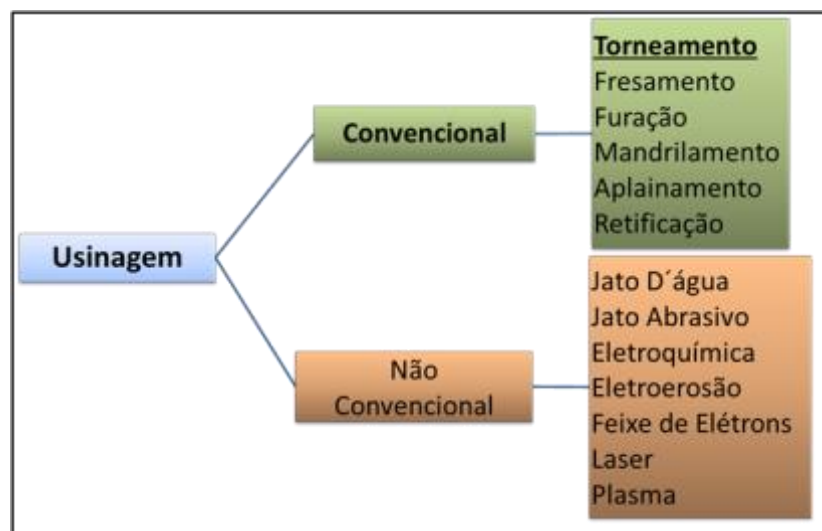 Usinagem
Convencional
Torneamento
Fresamento
Furação
Mandrilamento
Aplainamento
Retificação
Não
Convencional
Jato D´água
Jato Abrasivo
Eletroquímica
Eletroerosão
Feixe de Elétrons
Laser
Plasma